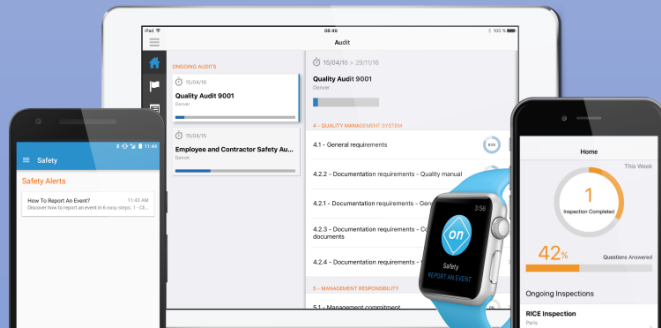 iPad
08:46
100 %
Audit
ONGOING AUDITS
15/04/16
Quality Audit 9001
Denver
15/04/15
Employee and Contractor Safety Au...
Denver
15/04/16 > 29/11/16
Quality Audit 9001
Denver
4 - QUALITY MANAGEMENT SYSTEM
4.1 - General requirements
4.2.2 - Documentation requirements - Quality manual
4.2.1 - Documentation requirements - Gen
4.2.3 - Documentation requirements - Co
documents
4.2.4 - Documentation requirements -
5 - MANAGEMENT RESPONSIBILITY
5.1 - Management commitment
11:46
Safety
Safety Alerts
How To Report An Event?
11:43 AM
Discover how to report an event in 6 easy steps. 1 - Cli...
3:56
on
Safety
REPORT AN EVENT
Home
This Week
1
Inspection Completed
42%
Questions Answered
Ongoing Inspections
RICE Inspection
Paris